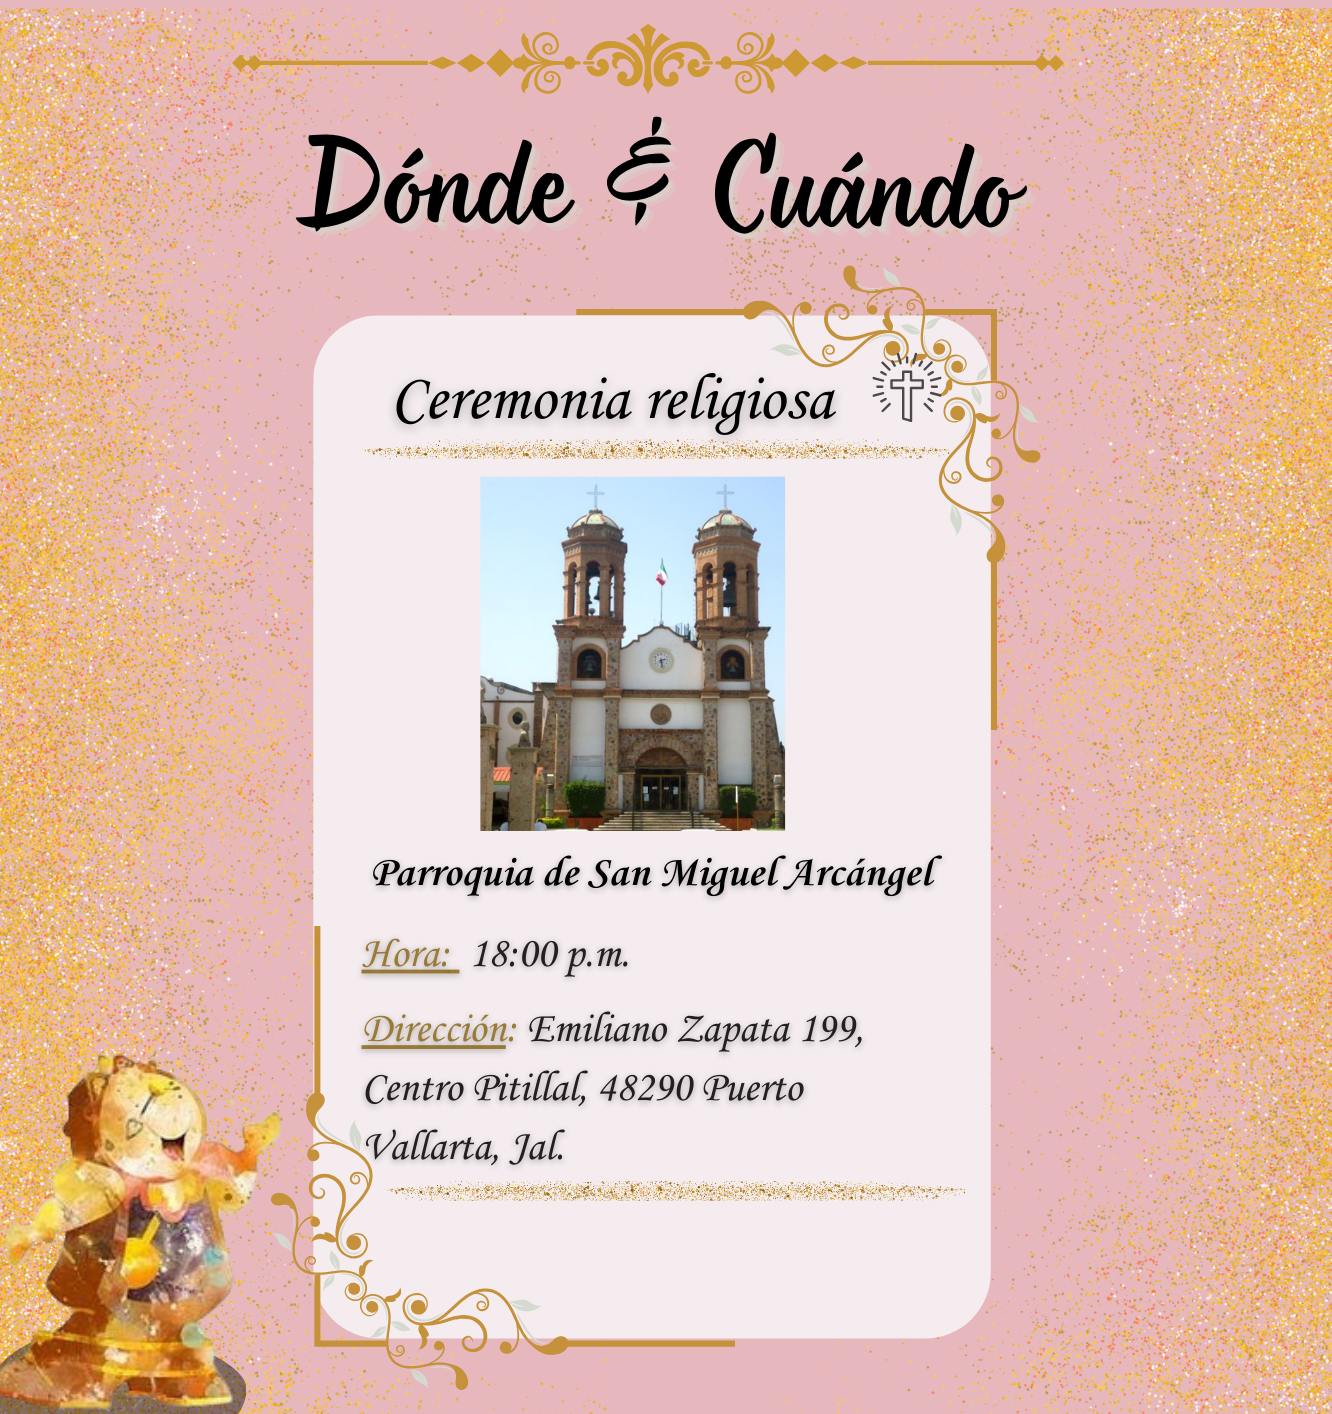 Dónde & Cuándo
Ceremonia religiosa
Parroquia de San Miguel Arcángel
Hora: 18:00 p.m.
Dirección: Emiliano Zapata 199,
Centro Pitillal, 48290 Puerto
Vallarta, Jal.